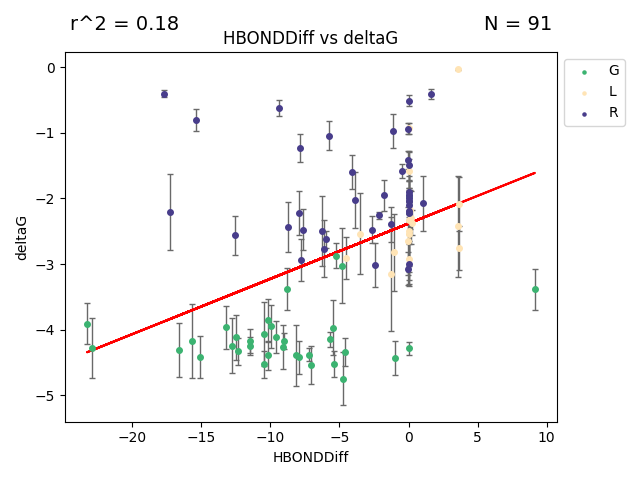 r^2 = 0.18
N = 91
HBONDDiff vs deltaG
G
L
R
deltaG
0
−1
−2
−3
−4
−5
−20
−15
−10
−5
0
5
10
HBONDDiff